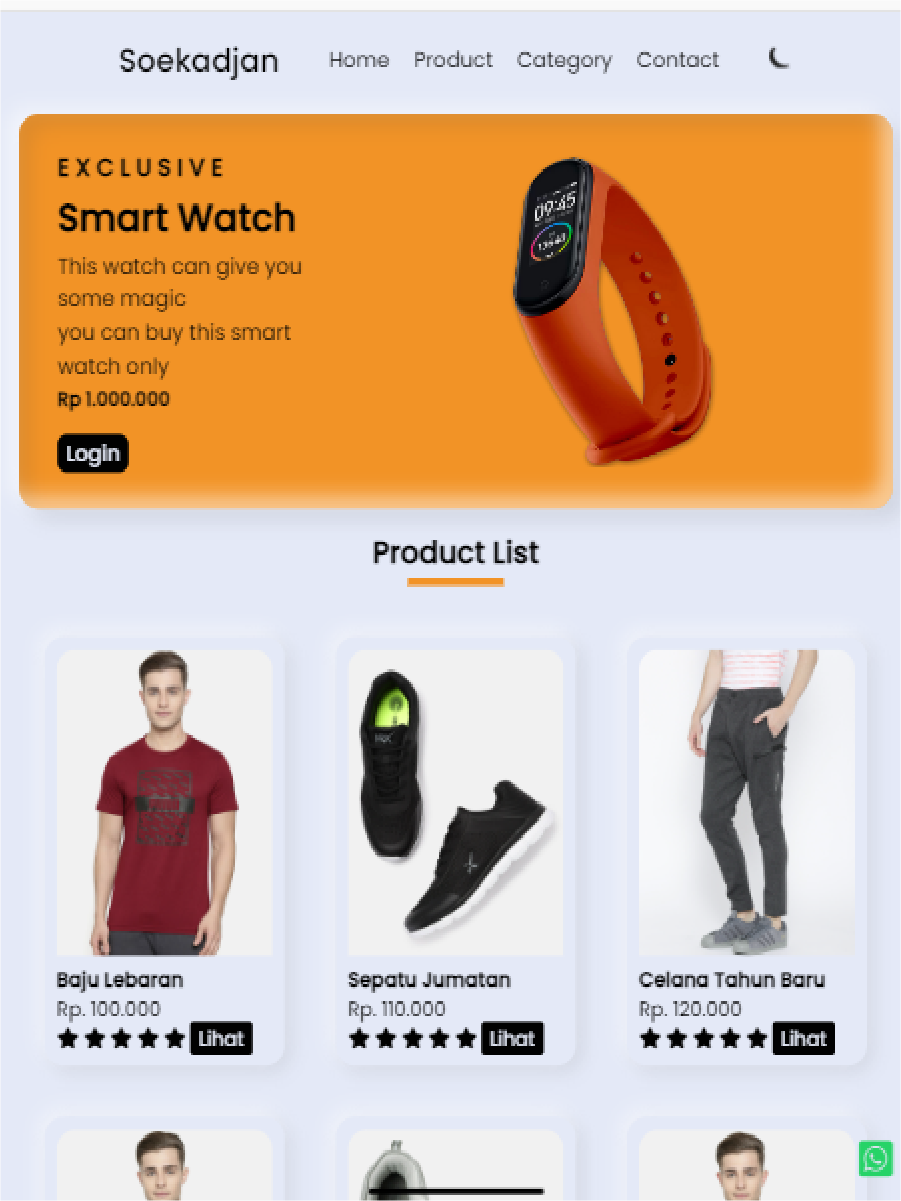 Soekadjan Home Product Category Contact
EXCLUSIVE
Smart Watch
This watch can give you
some magic
you can buy this smart
watch only
Rp 1.000.000
Login
09:45
Product List
Baju Lebaran
Rp. 100.000
Lihat
Sepatu Jumatan
Rp. 110.000
Lihat
Celana Tahun Baru
Rp. 120.000
Lihat